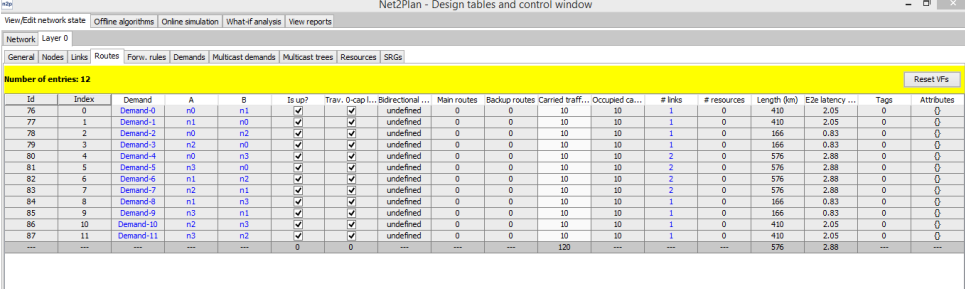 n2p Net2Plan - Design tables and control window
View/Edit network state Offline algorithms Online simulation What-if analysis View reports
Network Layer 0
General Nodes Links Routes Forw. rules Demands Multicast demands Multicast trees Resources SRGs
Number of entries: 12 Reset VFs
Id Index Demand A B Is up? Trav. 0-cap l... Bidirectional ... Main routes Backup routes Carried traff... Occupied ca... # links # resources Length (km) E2e latency ... Tags Attributes
76 0 Demand-0 n0 n1 undefined 0 0 10 10 1 0 410 2.05 0 {}
77 1 Demand-1 n1 n0 undefined 0 0 10 10 1 0 410 2.05 0 {}
78 2 Demand-2 n0 n2 undefined 0 0 10 10 1 0 166 0.83 0 {}
79 3 Demand-3 n2 n0 undefined 0 0 10 10 1 0 166 0.83 0 {}
80 4 Demand-4 n0 n3 undefined 0 0 10 10 2 0 576 2.88 0 {}
81 5 Demand-5 n3 n0 undefined 0 0 10 10 2 0 576 2.88 0 {}
82 6 Demand-6 n1 n2 undefined 0 0 10 10 2 0 576 2.88 0 {}
83 7 Demand-7 n2 n1 undefined 0 0 10 10 2 0 576 2.88 0 {}
84 8 Demand-8 n1 n3 undefined 0 0 10 10 1 0 166 0.83 0 {}
85 9 Demand-9 n3 n1 undefined 0 0 10 10 1 0 166 0.83 0 {}
86 10 Demand-10 n2 n3 undefined 0 0 10 10 1 0 410 2.05 0 {}
87 11 Demand-11 n3 n2 undefined 0 0 10 10 1 0 410 2.05 0 {}
--- --- --- --- --- 0 0 --- --- --- 120 --- --- --- 576 2.88 --- ---